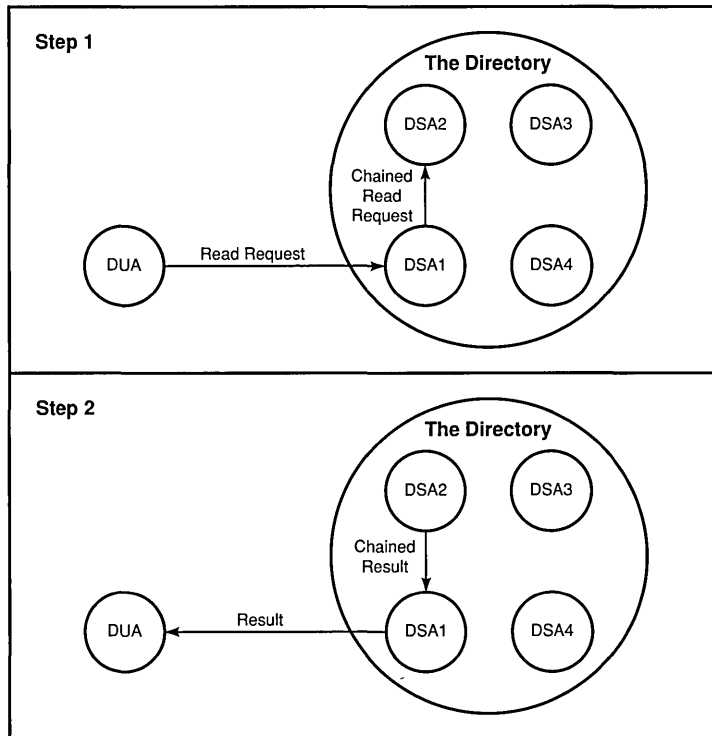 Step 1
The Directory
DSA2
DSA3
Chained
Read
Request
DUA
Read Request
DSA1
DSA4
Step 2
The Directory
DSA2
DSA3
Chained
Result
DUA
Result
DSA1
DSA4